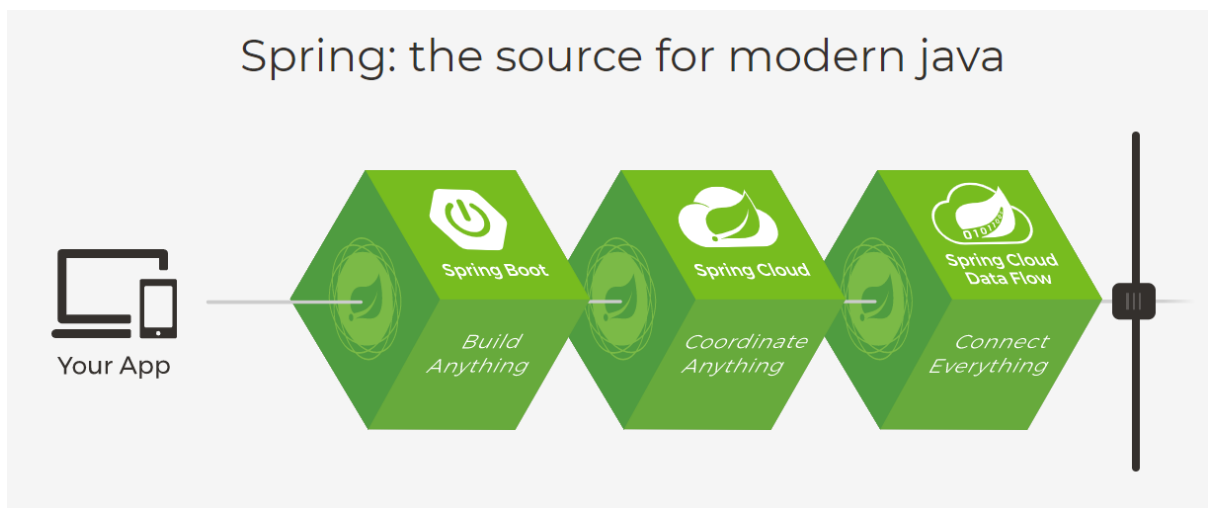 Spring: the source for modern java
Your App
Spring Boot
Build
Anything
Spring Cloud
Coordinate
Anything
010110
Spring Cloud
Data Flow
Connect
Everything